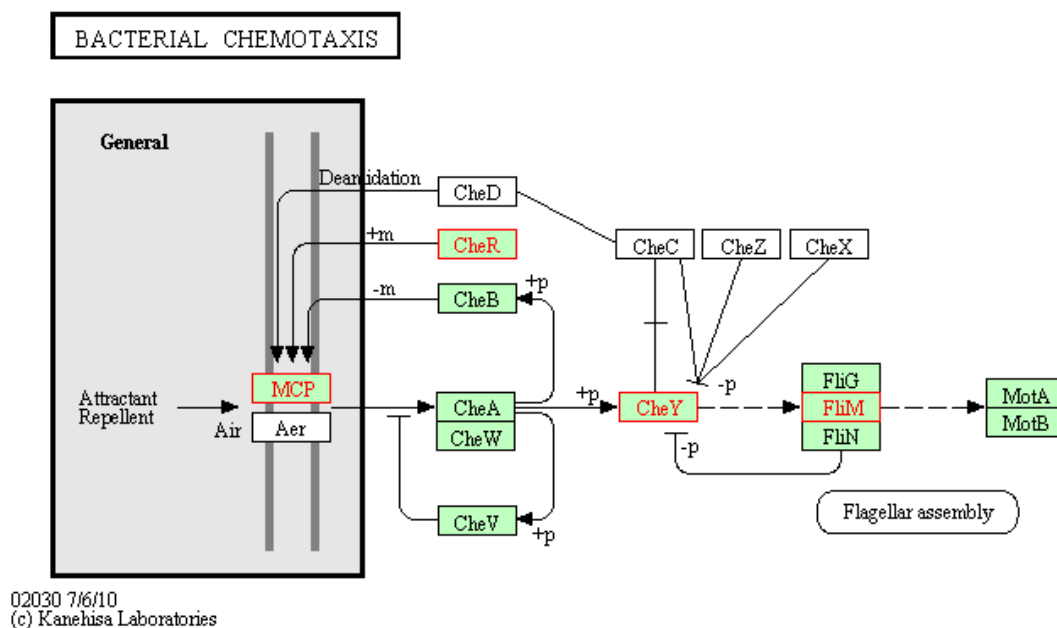 BACTERIAL CHEMOTAXIS
General
Deamidation
CheD
+m
CheR
CheC
CheZ
CheX
-m
CheB
+p
MCP
Attractant
Repellent
Air
Aer
CheA
CheW
+p
CheY
-p
-p
FliG
FliM
FliN
MotA
MotB
CheV
+p
Flagellar assembly
02030 7/6/10
(c) Kanehisa Laboratories